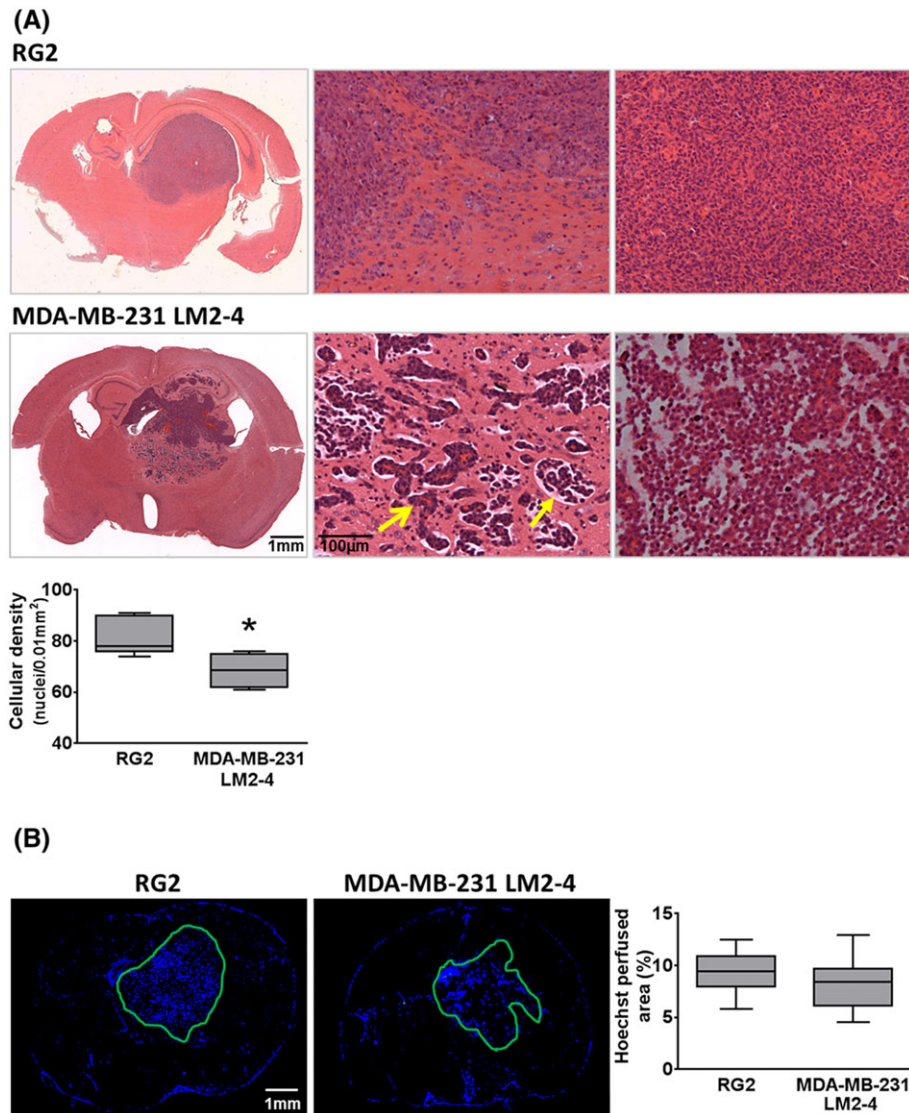 (A)
RG2
MDA-MB-231 LM2-4
1mm
100µm
100
80
60
40
Cellular density
(nuclei/0.01mm²)
*
RG2
MDA-MB-231
LM2-4
(B)
RG2
MDA-MB-231 LM2-4
1mm
15
10
5
0
Hoechst perfused
area (%)
RG2
MDA-MB-231
LM2-4